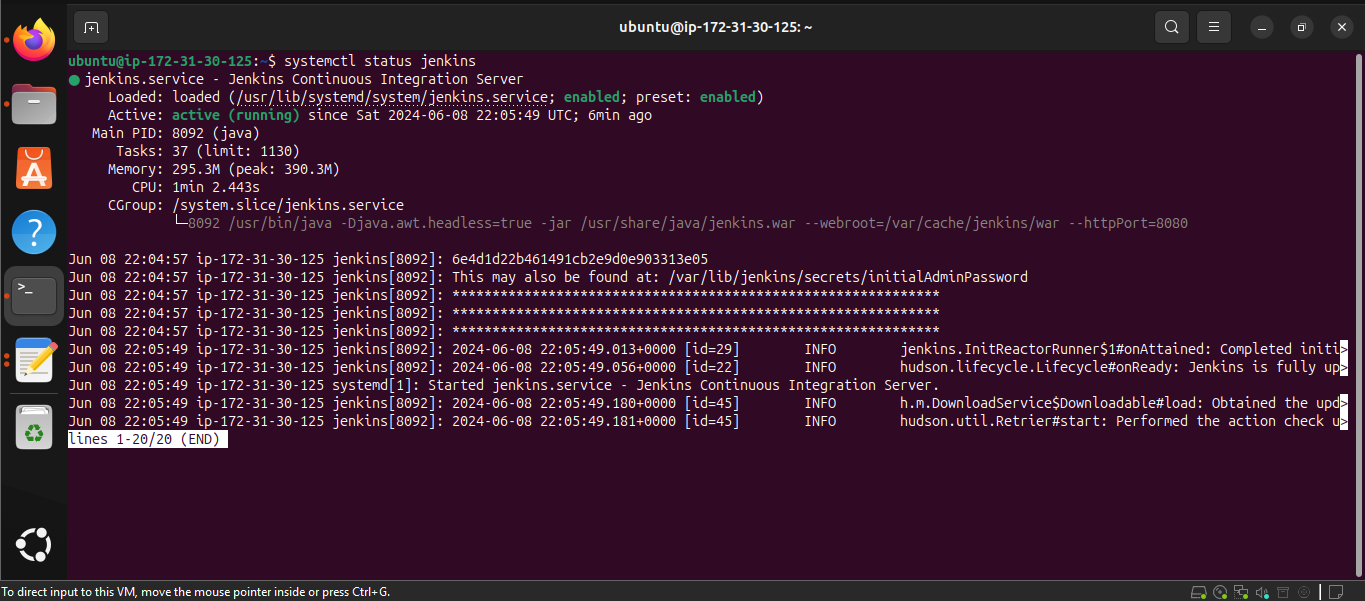 ubuntu@ip-172-31-30-125: ~
ubuntu@ip-172-31-30-125:~$ systemctl status jenkins
● jenkins.service - Jenkins Continuous Integration Server
Loaded: loaded (/usr/lib/systemd/system/jenkins.service; enabled; preset: enabled)
Active: active (running) since Sat 2024-06-08 22:05:49 UTC; 6min ago
Main PID: 8092 (java)
Tasks: 37 (limit: 1130)
Memory: 295.3M (peak: 390.3M)
CPU: 1min 2.443s
CGroup: /system.slice/jenkins.service
└─8092 /usr/bin/java -Djava.awt.headless=true -jar /usr/share/java/jenkins.war --webroot=/var/cache/jenkins/war --httpPort=8080
Jun 08 22:04:57 ip-172-31-30-125 jenkins[8092]: 6e4d1d22b461491cb2e9d0e903313e05
Jun 08 22:04:57 ip-172-31-30-125 jenkins[8092]: This may also be found at: /var/lib/jenkins/secrets/initialAdminPassword
Jun 08 22:04:57 ip-172-31-30-125 jenkins[8092]: *************************************************************
Jun 08 22:04:57 ip-172-31-30-125 jenkins[8092]: *************************************************************
Jun 08 22:04:57 ip-172-31-30-125 jenkins[8092]: *************************************************************
Jun 08 22:05:49 ip-172-31-30-125 jenkins[8092]: 2024-06-08 22:05:49.013+0000 [id=29] INFO jenkins.InitReactorRunner$1#onAttained: Completed initi>
Jun 08 22:05:49 ip-172-31-30-125 jenkins[8092]: 2024-06-08 22:05:49.056+0000 [id=22] INFO hudson.lifecycle.Lifecycle#onReady: Jenkins is fully up>
Jun 08 22:05:49 ip-172-31-30-125 systemd[1]: Started jenkins.service - Jenkins Continuous Integration Server.
Jun 08 22:05:49 ip-172-31-30-125 jenkins[8092]: 2024-06-08 22:05:49.180+0000 [id=45] INFO h.m.DownloadService$Downloadable#load: Obtained the upd>
Jun 08 22:05:49 ip-172-31-30-125 jenkins[8092]: 2024-06-08 22:05:49.181+0000 [id=45] INFO hudson.util.Retrier#start: Performed the action check u>
lines 1-20/20 (END)
To direct input to this VM, move the mouse pointer inside or press Ctrl+G.